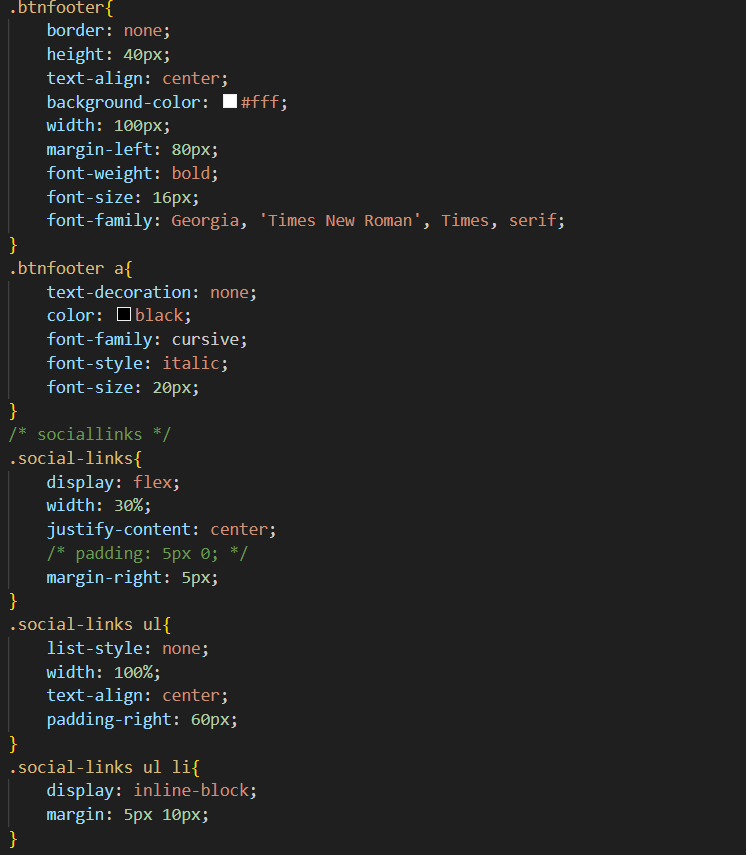 .btnfooter{
    border: none;
    height: 40px;
    text-align: center;
    background-color: #fff;
    width: 100px;
    margin-left: 80px;
    font-weight: bold;
    font-size: 16px;
    font-family: Georgia, 'Times New Roman', Times, serif;
}
.btnfooter a{
    text-decoration: none;
    color: black;
    font-family: cursive;
    font-style: italic;
    font-size: 20px;
}
/* sociallinks */
.social-links{
    display: flex;
    width: 30%;
    justify-content: center;
    /* padding: 5px 0; */
    margin-right: 5px;
}
.social-links ul{
    list-style: none;
    width: 100%;
    text-align: center;
    padding-right: 60px;
}
.social-links ul li{
    display: inline-block;
    margin: 5px 10px;
}